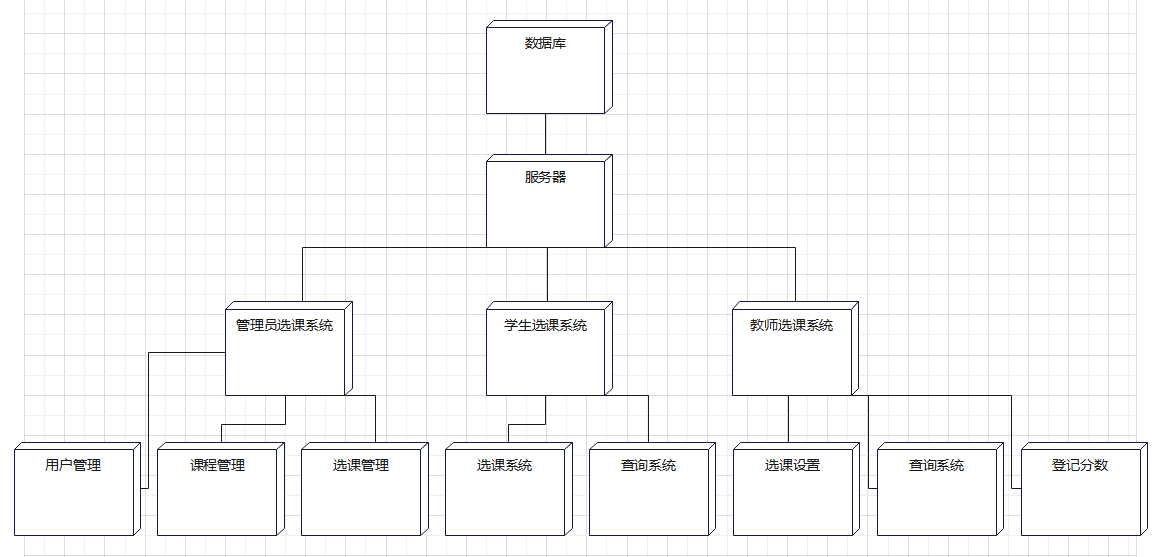 数据库
服务器
管理员选课系统
学生选课系统
教师选课系统
用户管理
课程管理
选课管理
选课系统
查询系统
选课设置
查询系统
登记分数